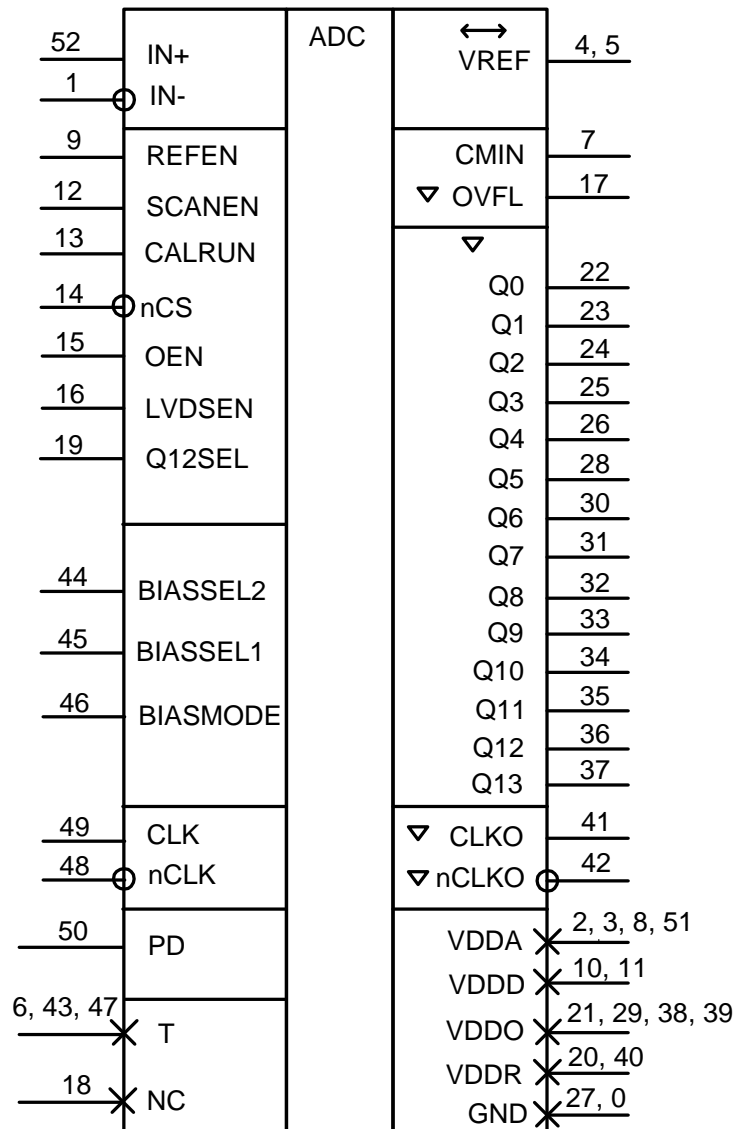 ADC
52 IN+
1 IN-
9 REFEN
12 SCANEN
13 CALRUN
14 nCS
15 OEN
16 LVDSEN
19 Q12SEL
44 BIASSEL2
45 BIASSEL1
46 BIASMODE
49 CLK
48 nCLK
50 PD
6, 43, 47 T
18 NC
VREF 4, 5
CMIN 7
OVFL 17
Q0 22
Q1 23
Q2 24
Q3 25
Q4 26
Q5 28
Q6 30
Q7 31
Q8 32
Q9 33
Q10 34
Q11 35
Q12 36
Q13 37
CLKO 41
nCLKO 42
VDDA 2, 3, 8, 51
VDDD 10, 11
VDDO 21, 29, 38, 39
VDDR 20, 40
GND 27, 0